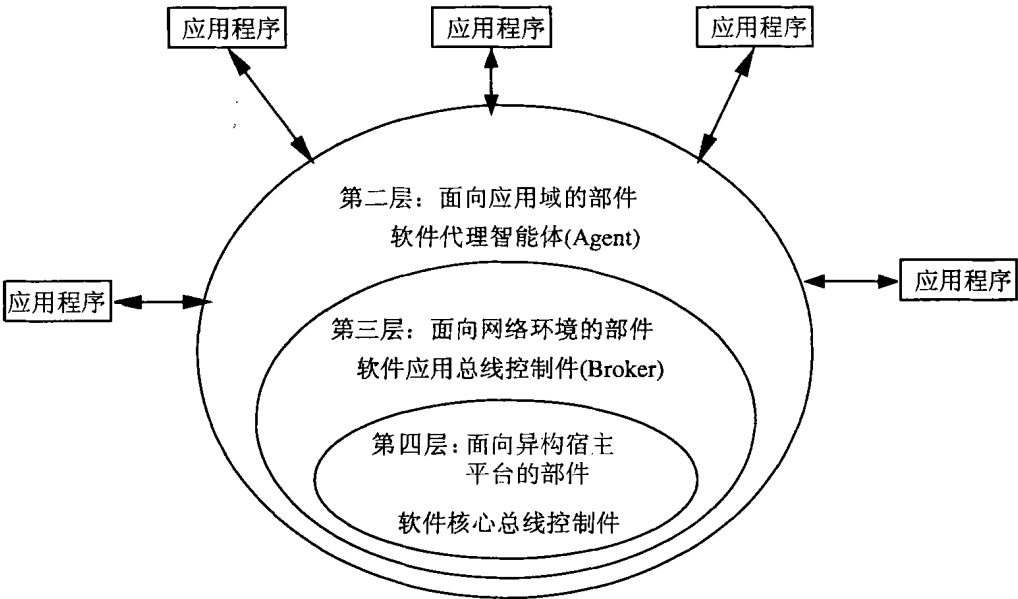 应用程序
应用程序
应用程序
第二层：面向应用域的部件
软件代理智能体(Agent)
应用程序
应用程序
第三层：面向网络环境的部件
软件应用总线控制件(Broker)
第四层：面向异构宿主
平台的部件
软件核心总线控制件